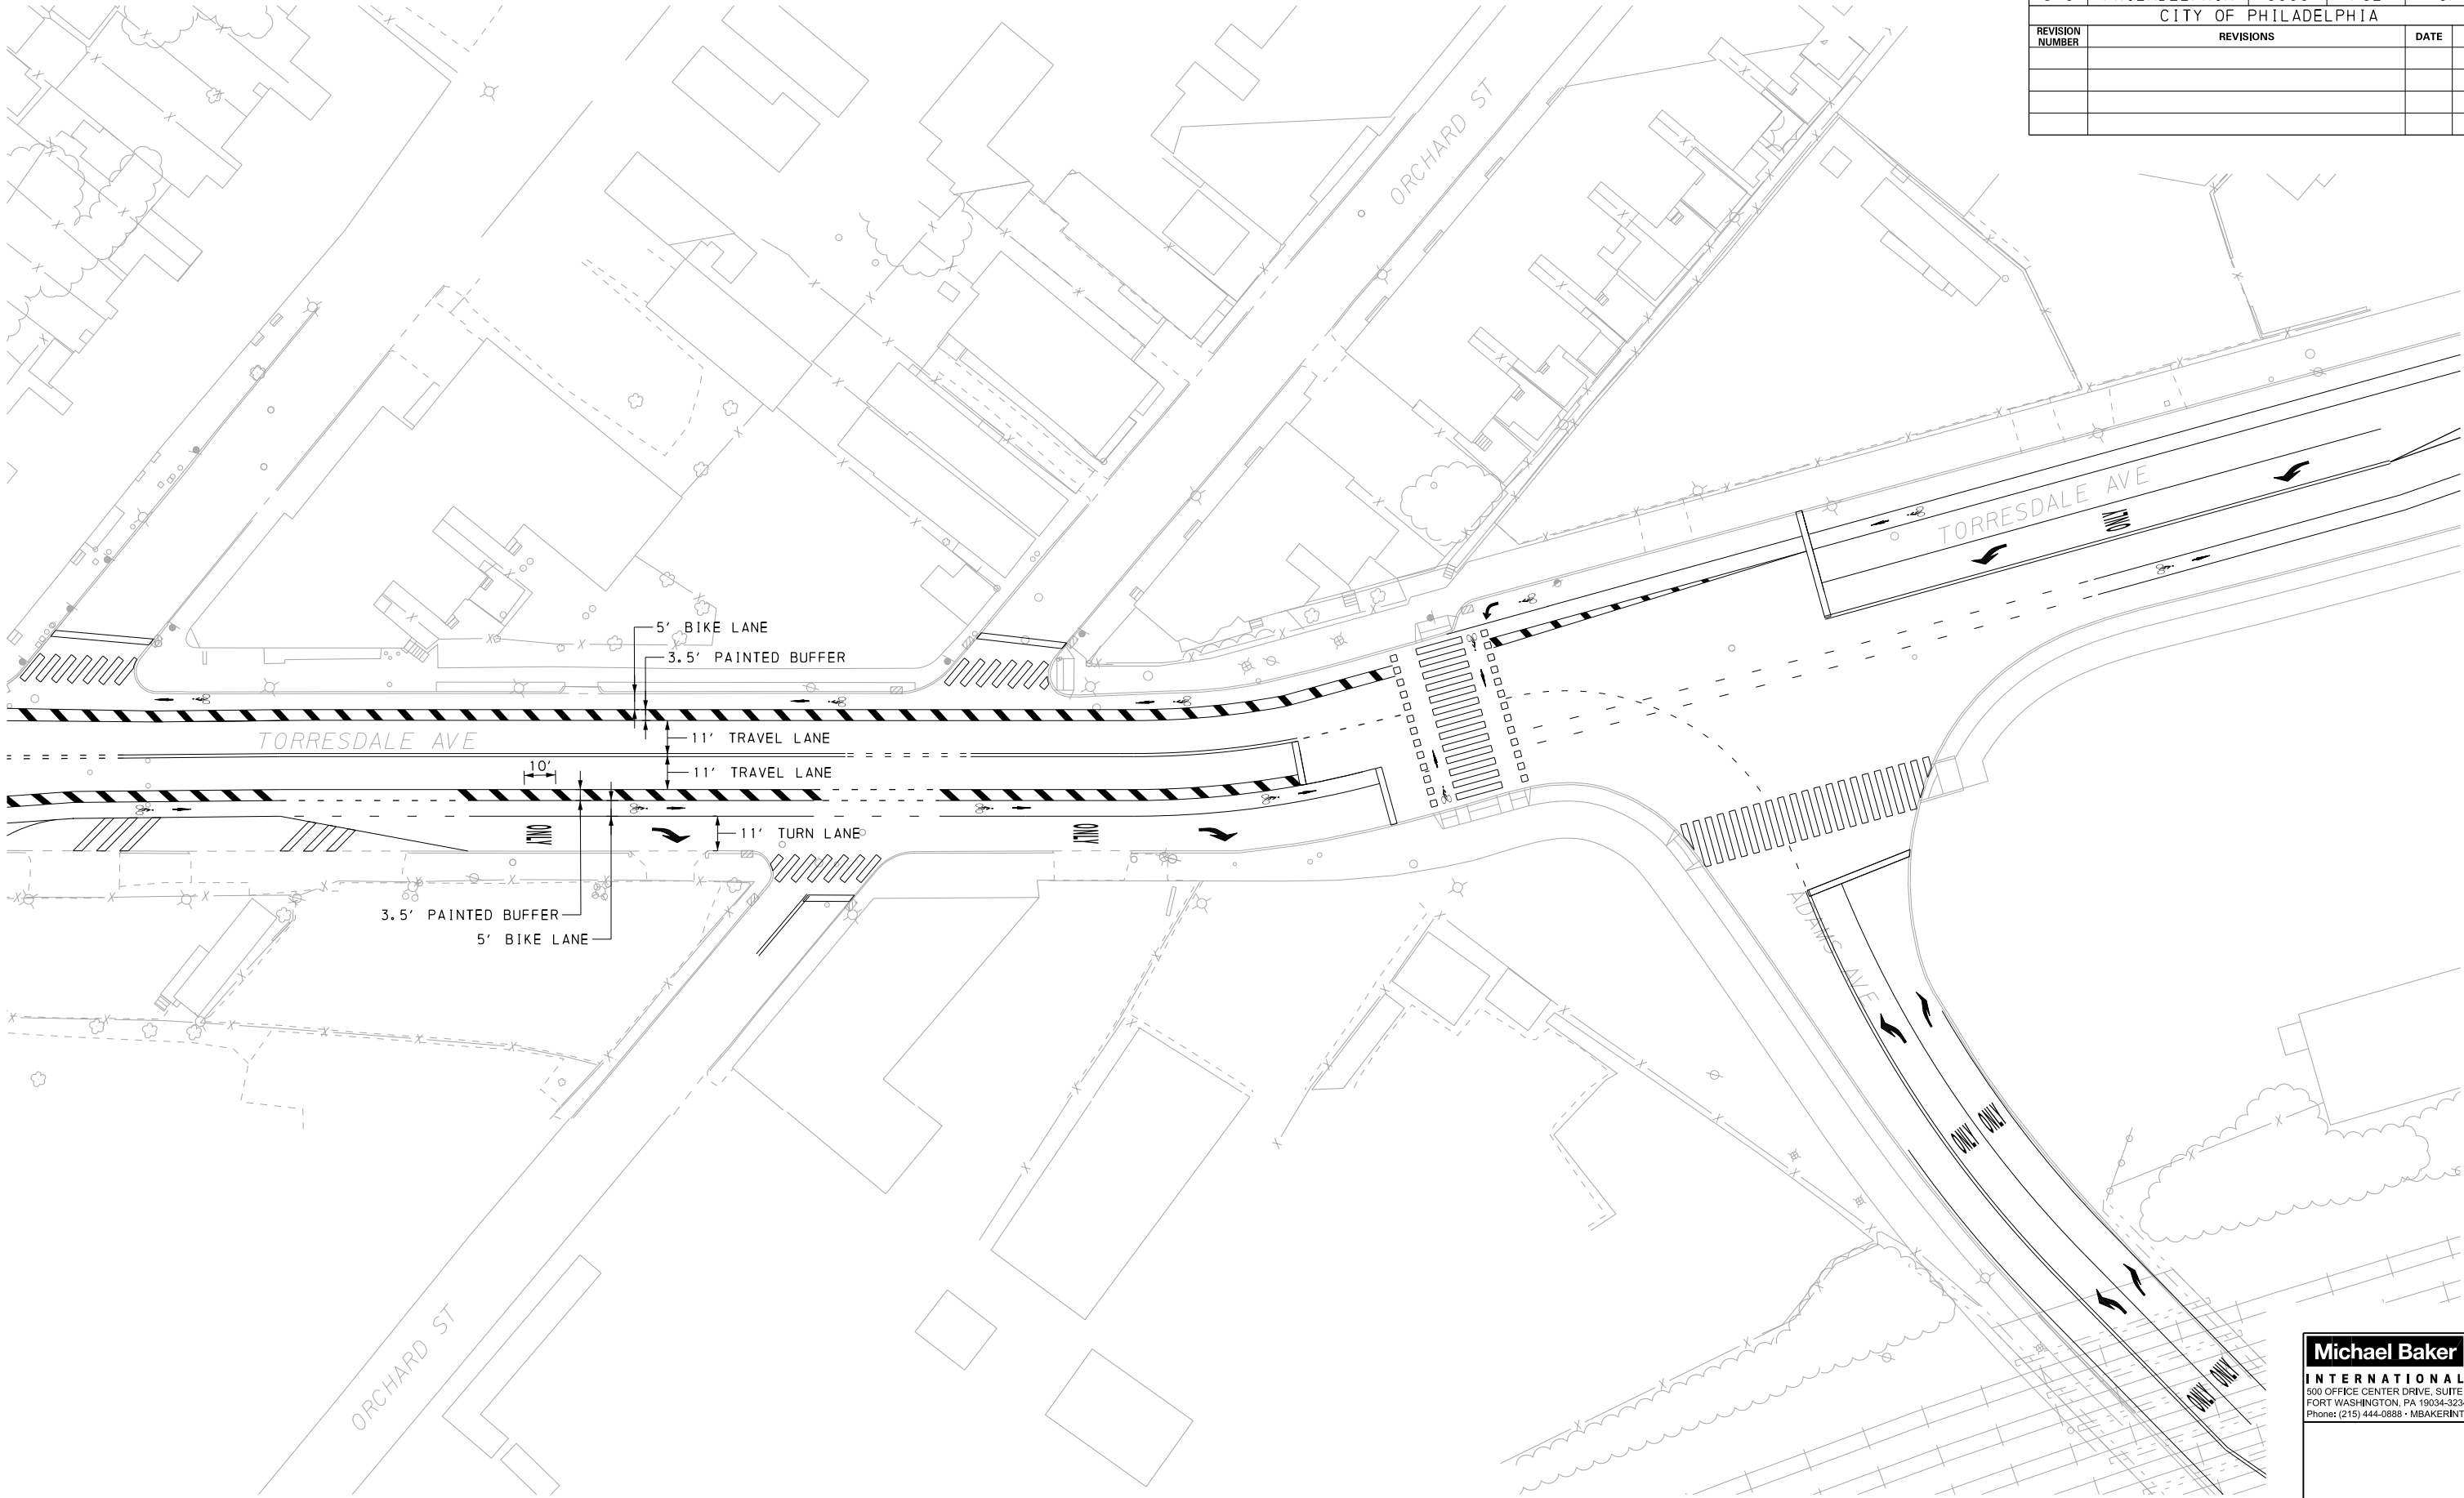 CITY OF PHILADELPHIA
REVISION NUMBER
REVISIONS
DATE
ORCHARD ST
TORRESDALE AVE
ONLY
5' BIKE LANE
3.5' PAINTED BUFFER
TORRESDALE AVE
11' TRAVEL LANE
10'
11' TRAVEL LANE
ONLY
ONLY
11' TURN LANE
3.5' PAINTED BUFFER
5' BIKE LANE
ADAMS AVE
ONLY
ONLY
ORCHARD ST
ONLY
ONLY
Michael Baker
INTERNATIONAL
500 OFFICE CENTER DRIVE, SUITE
FORT WASHINGTON, PA 19034-323
Phone: (215) 444-0888 • MBAKERINT